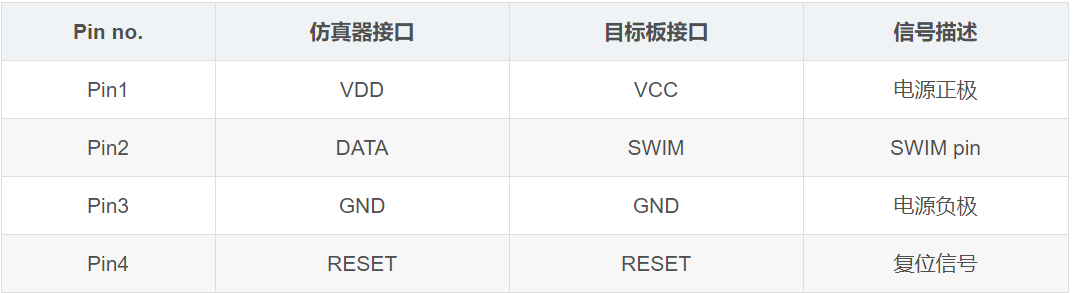 Pin no. 仿真器接口 目标板接口 信号描述
Pin1 VDD VCC 电源正极
Pin2 DATA SWIM SWIM pin
Pin3 GND GND 电源负极
Pin4 RESET RESET 复位信号